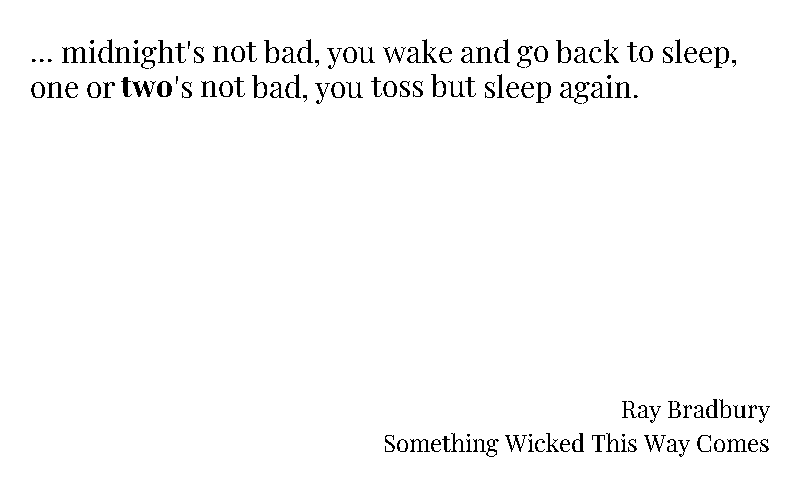 ... midnight's not bad, you wake and go back to sleep,
one or two's not bad, you toss but sleep again.
Ray Bradbury
Something Wicked This Way Comes